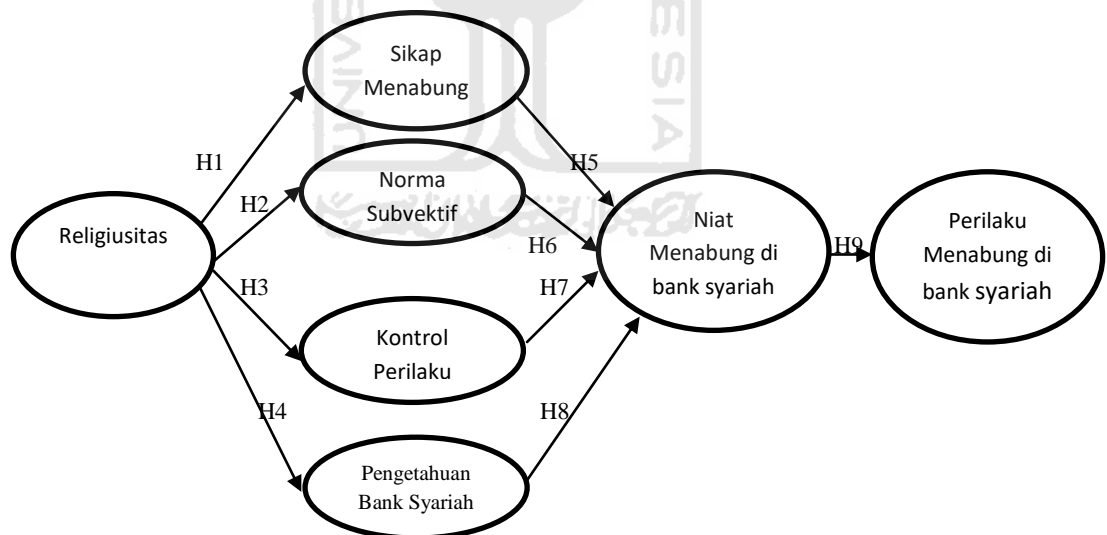 Sikap
Menabung
H1
H5
Norma
Subvektif
H2
Religiusitas
Niat
Menabung di
bank syariah
Perilaku
Menabung di
bank syariah
H6
H9
H3
H7
Kontrol
Perilaku
H4
H8
Pengetahuan
Bank Syariah
ESIA